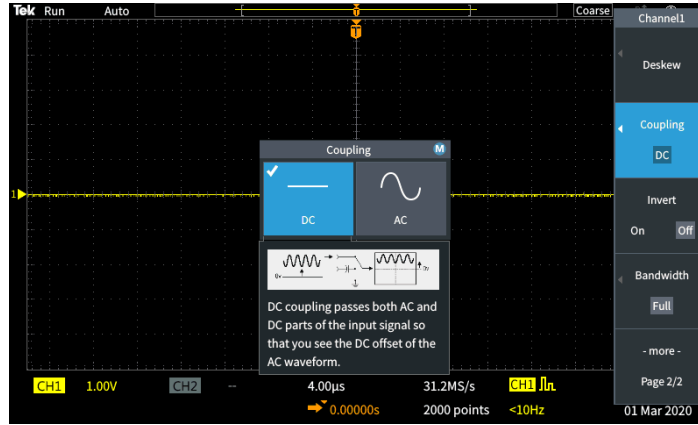 Tek Run Auto Coarse
Channel1
Deskew
Coupling
DC
Invert
On Off
Bandwidth
Full
- more -
Page 2/2
T
T
1
Coupling M
DC AC
0v
DC coupling passes both AC and
DC parts of the input signal so
that you see the DC offset of the
AC waveform.
CH1 1.00V CH2 -- 4.00µs 31.2MS/s CH1
0.00000s 2000 points <10Hz 01 Mar 2020